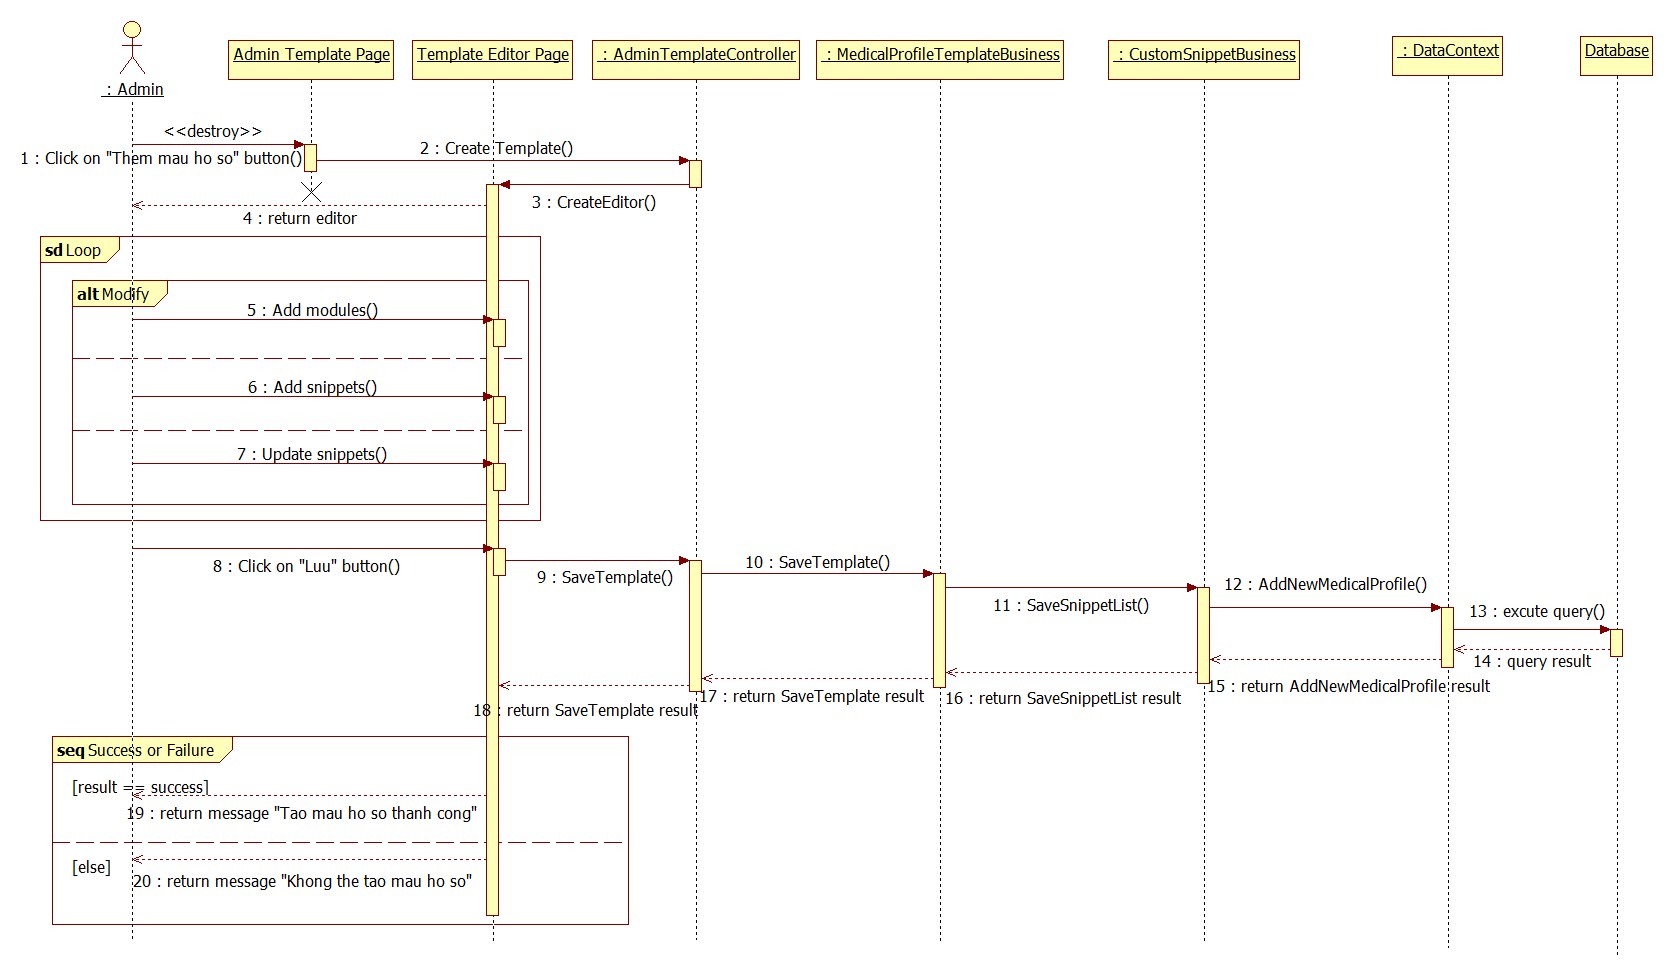 : Admin
Admin Template Page
Template Editor Page
: AdminTemplateController
: MedicalProfileTemplateBusiness
: CustomSnippetBusiness
: DataContext
Database
<<destroy>>
1 : Click on "Them mau ho so" button()
2 : Create Template()
3 : CreateEditor()
4 : return editor
sd Loop
alt Modify
5 : Add modules()
6 : Add snippets()
7 : Update snippets()
8 : Click on "Luu" button()
9 : SaveTemplate()
10 : SaveTemplate()
11 : SaveSnippetList()
12 : AddNewMedicalProfile()
13 : excute query()
14 : query result
15 : return AddNewMedicalProfile result
16 : return SaveSnippetList result
17 : return SaveTemplate result
18 : return SaveTemplate result
seq Success or Failure
[result == success]
19 : return message "Tao mau ho so thanh cong"
[else]
20 : return message "Khong the tao mau ho so"